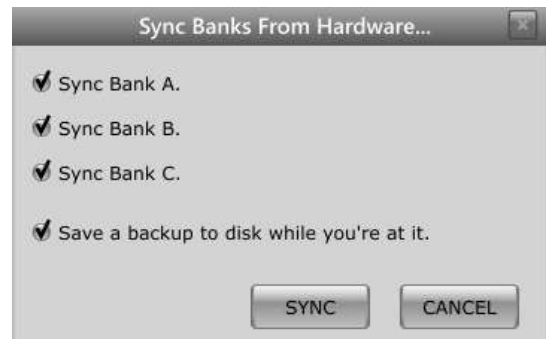 Sync Banks From Hardware...
Sync Bank A.
Sync Bank B.
Sync Bank C.
Save a backup to disk while you're at it.
SYNC CANCEL